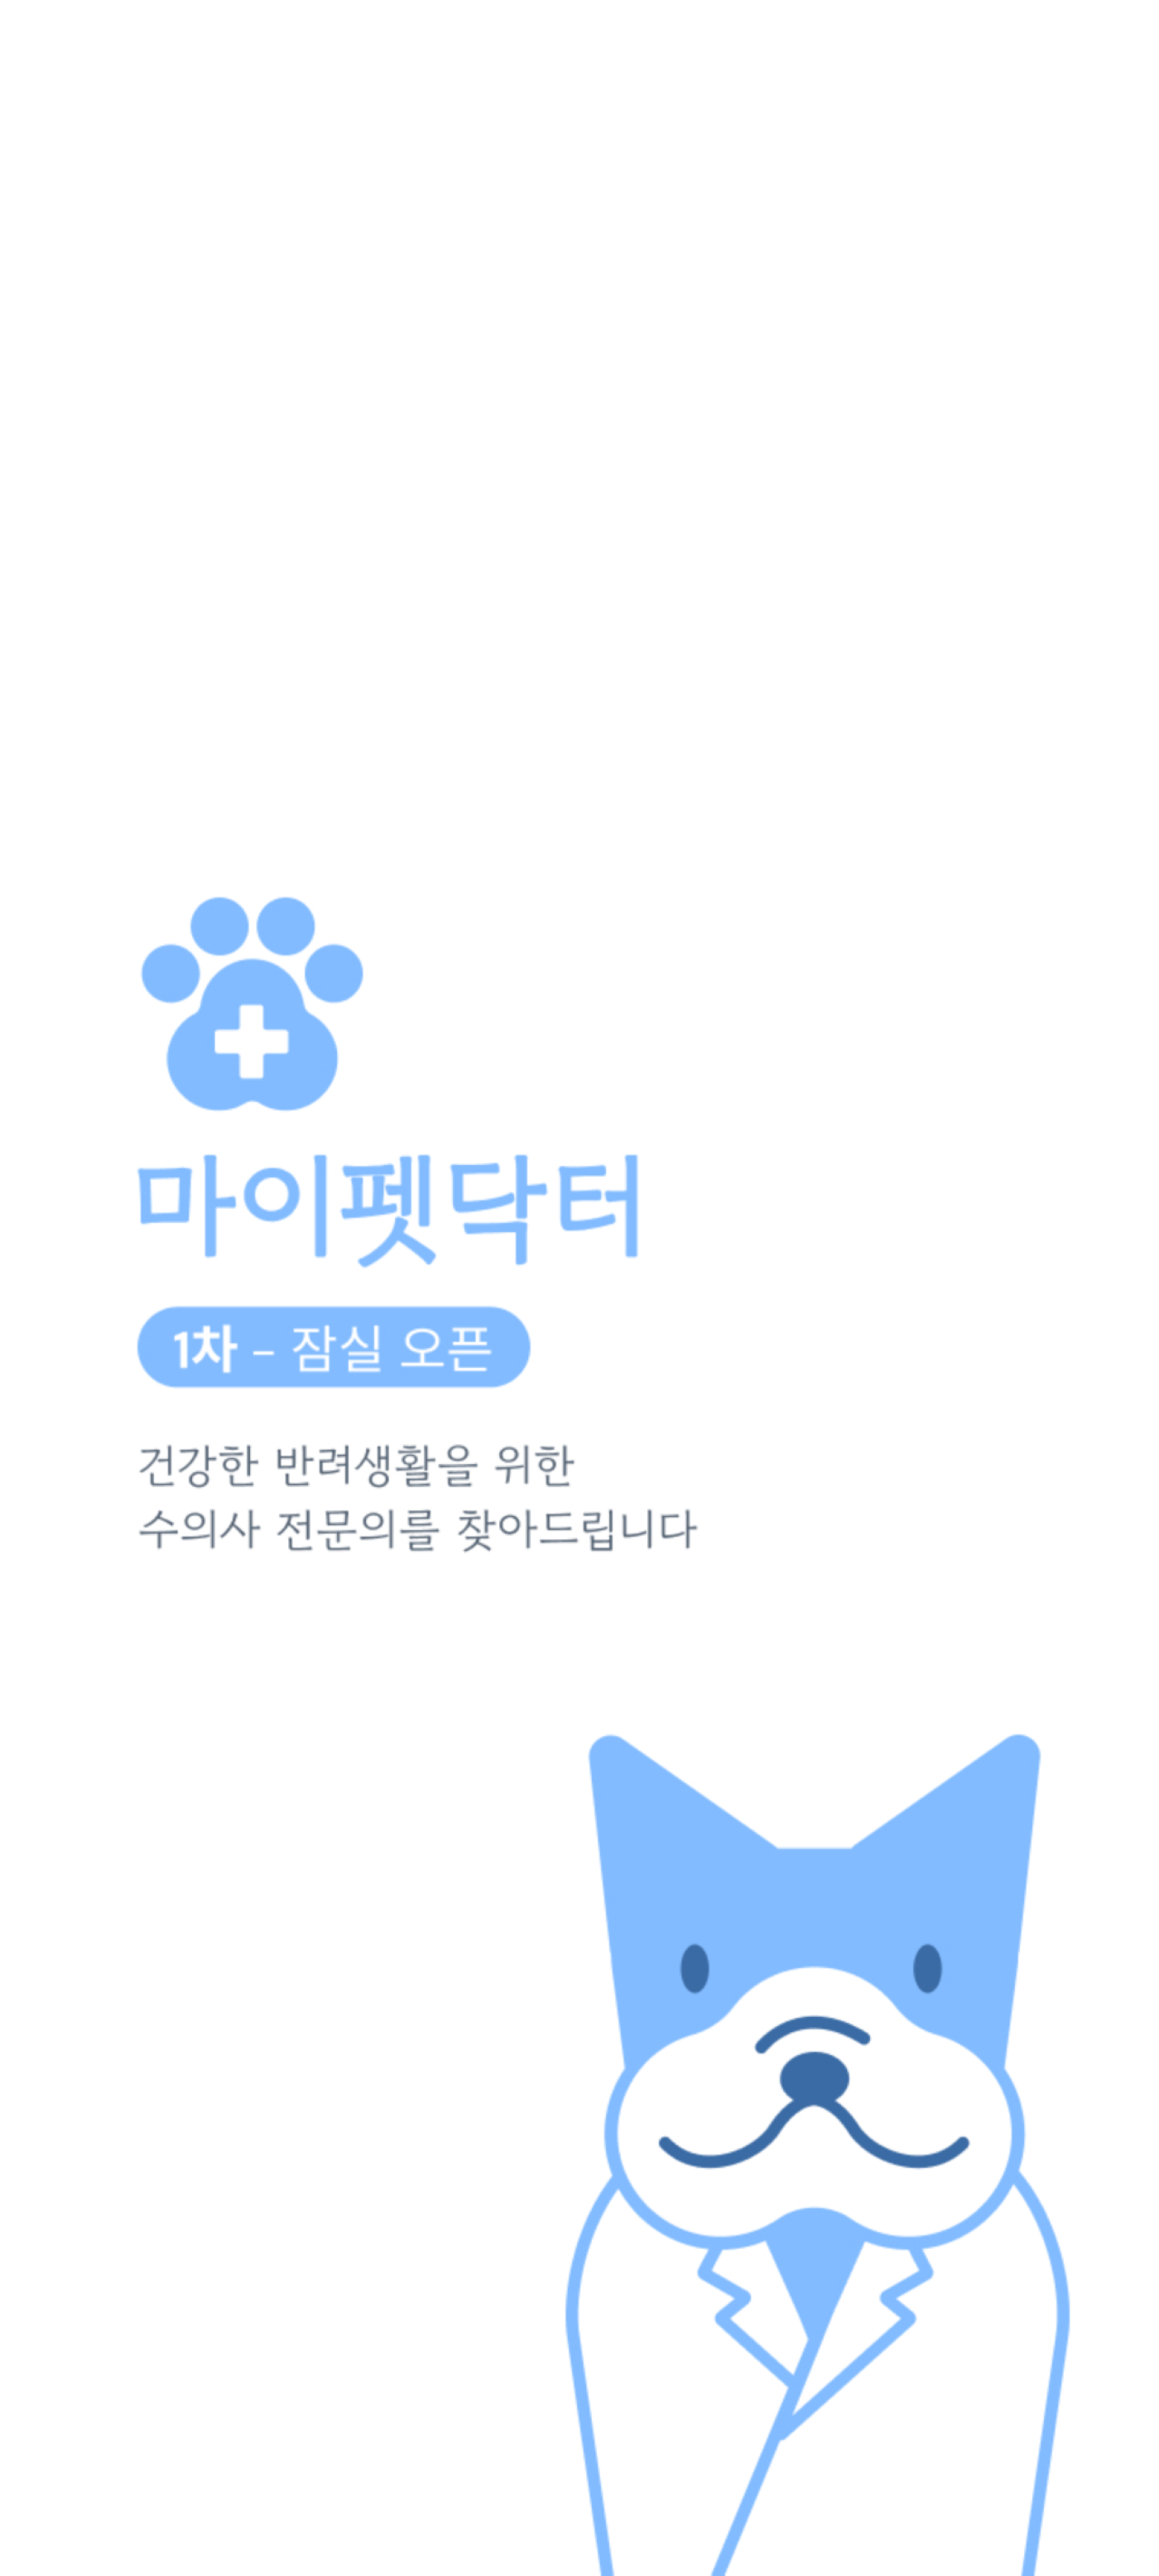 마이펫닥터
1차 – 잠실 오픈
건강한 반려생활을 위한
수의사 전문의를 찾아드립니다